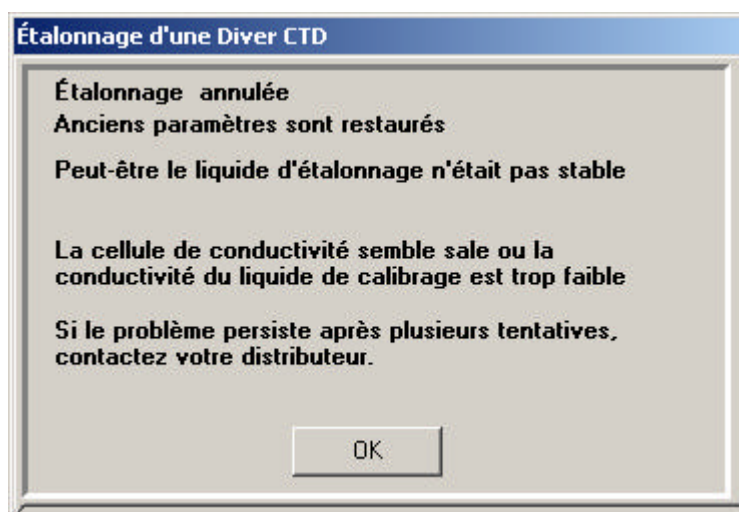 Étalonnage d'une Diver CTD
Étalonnage annulée
Anciens paramètres sont restaurés
Peut-être le liquide d'étalonnage n'était pas stable
La cellule de conductivité semble sale ou la
conductivité du liquide de calibrage est trop faible
Si le problème persiste après plusieurs tentatives,
contactez votre distributeur.
OK